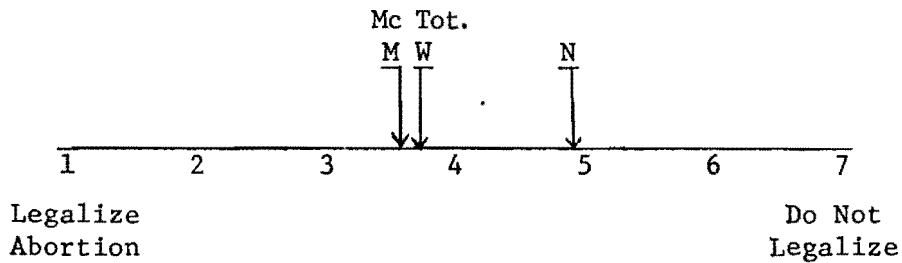 Mc Tot.
M W N
1 2 3 4 5 6 7
Legalize Do Not
Abortion Legalize